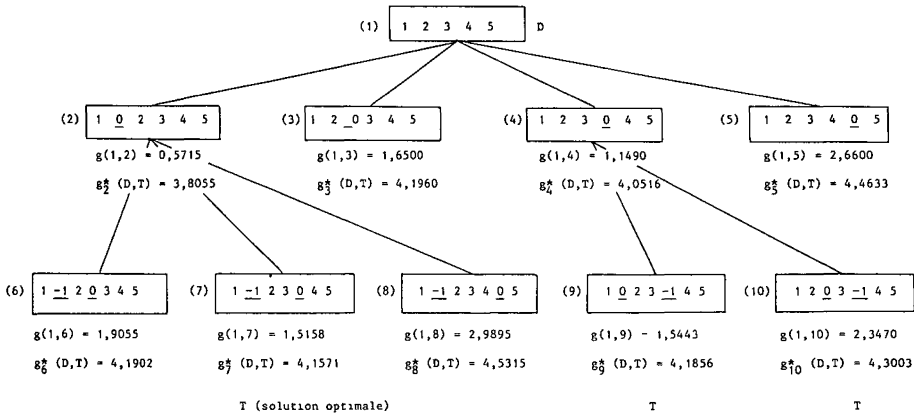 (1) 1 2 3 4 5 D
(2) 1 0 2 3 4 5 (3) 1 2 0 3 4 5 (4) 1 2 3 0 4 5 (5) 1 2 3 4 0 5
g(1,2) = 0,5715 g(1,3) = 1,6500 g(1,4) = 1,1490 g(1,5) = 2,6600
g*2 (D,T) = 3,8055 g*3 (D,T) = 4,1960 g*4 (D,T) = 4,0516 g*5 (D,T) = 4,4633
(6) 1 -1 2 0 3 4 5 (7) 1 -1 2 3 0 4 5 (8) 1 -1 2 3 4 0 5 (9) 1 0 2 3 -1 4 5 (10) 1 2 0 3 -1 4 5
g(1,6) = 1,9055 g(1,7) = 1,5158 g(1,8) = 2,9895 g(1,9) - 1,5443 g(1,10) = 2,3470
g*6 (D,T) = 4,1902 g*7 (D,T) = 4,1571 g*8 (D,T) = 4,5315 g*9 (D,T) = 4,1856 g*10 (D,T) = 4,3003
T (solution optimale) T T